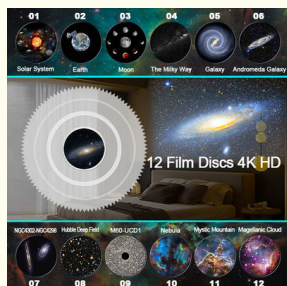 01 02 03 04 05 06
Solar System Earth Moon The Milky Way Galaxy Andromeda Galaxy
12 Film Discs 4K HD
NGC4302-NGC4298 Hubble Deep Field M60-UCD1 Nebula Mystic Mountain Magellanic Cloud
07 08 09 10 11 12